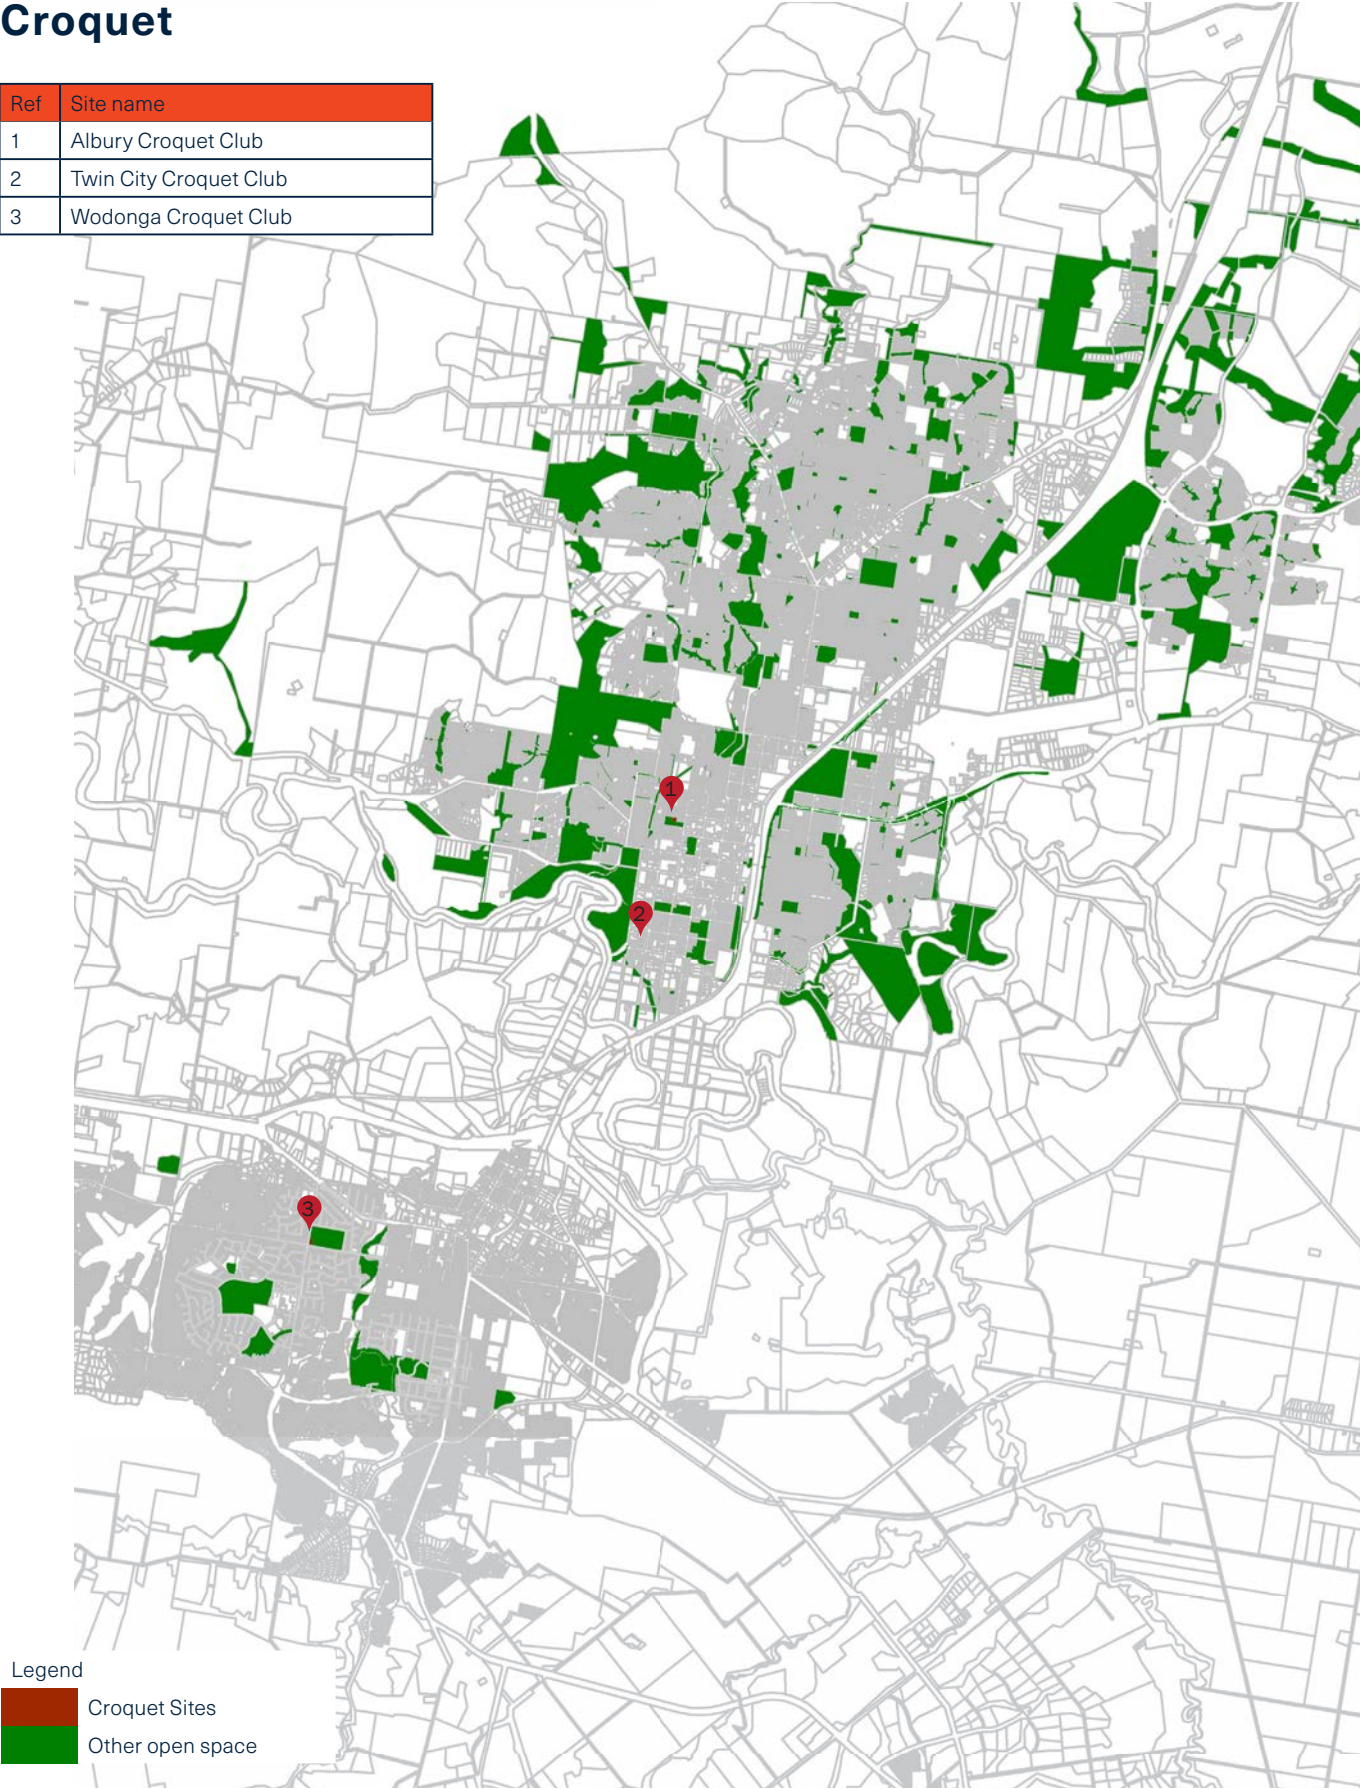 Croquet
Ref Site name
1 Albury Croquet Club
2 Twin City Croquet Club
3 Wodonga Croquet Club
1
2
3
Legend
Croquet Sites
Other open space